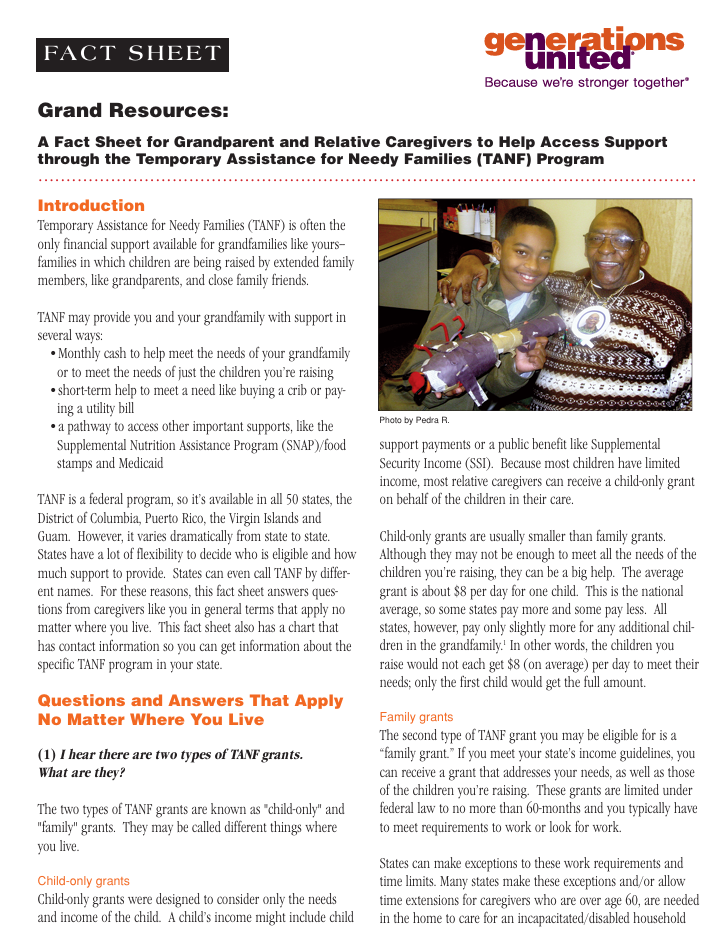 FACT SHEET
generations
united®
Because we're stronger together®
Grand Resources:
A Fact Sheet for Grandparent and Relative Caregivers to Help Access Support
through the Temporary Assistance for Needy Families (TANF) Program
Introduction
Temporary Assistance for Needy Families (TANF) is often the
only financial support available for grandfamilies like yours–
families in which children are being raised by extended family
members, like grandparents, and close family friends.
TANF may provide you and your grandfamily with support in
several ways:
• Monthly cash to help meet the needs of your grandfamily
or to meet the needs of just the children you're raising
• short-term help to meet a need like buying a crib or pay-
ing a utility bill
• a pathway to access other important supports, like the
Supplemental Nutrition Assistance Program (SNAP)/food
stamps and Medicaid
TANF is a federal program, so it's available in all 50 states, the
District of Columbia, Puerto Rico, the Virgin Islands and
Guam. However, it varies dramatically from state to state.
States have a lot of flexibility to decide who is eligible and how
much support to provide. States can even call TANF by differ-
ent names. For these reasons, this fact sheet answers ques-
tions from caregivers like you in general terms that apply no
matter where you live. This fact sheet also has a chart that
has contact information so you can get information about the
specific TANF program in your state.
Questions and Answers That Apply
No Matter Where You Live
(1) I hear there are two types of TANF grants.
What are they?
The two types of TANF grants are known as "child-only" and
"family" grants. They may be called different things where
you live.
Child-only grants
Child-only grants were designed to consider only the needs
and income of the child. A child's income might include child
Photo by Pedra R.
support payments or a public benefit like Supplemental
Security Income (SSI). Because most children have limited
income, most relative caregivers can receive a child-only grant
on behalf of the children in their care.
Child-only grants are usually smaller than family grants.
Although they may not be enough to meet all the needs of the
children you're raising, they can be a big help. The average
grant is about $8 per day for one child. This is the national
average, so some states pay more and some pay less. All
states, however, pay only slightly more for any additional chil-
dren in the grandfamily.¹ In other words, the children you
raise would not each get $8 (on average) per day to meet their
needs; only the first child would get the full amount.
Family grants
The second type of TANF grant you may be eligible for is a
“family grant.” If you meet your state's income guidelines, you
can receive a grant that addresses your needs, as well as those
of the children you're raising. These grants are limited under
federal law to no more than 60-months and you typically have
to meet requirements to work or look for work.
States can make exceptions to these work requirements and
time limits. Many states make these exceptions and/or allow
time extensions for caregivers who are over age 60, are needed
in the home to care for an incapacitated/disabled household